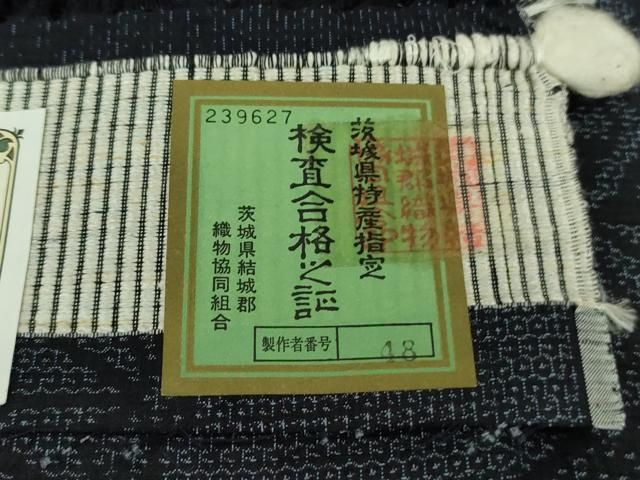 239627
茨城県特産指定
検査合格之証
茨城県結城郡
織物協同組合
製作者番号
48